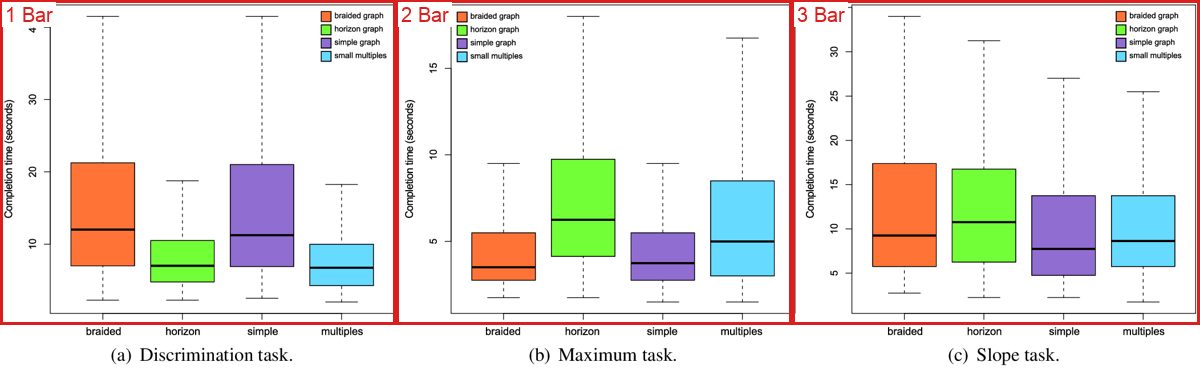 1 Bar
braided graph
horizon graph
simple graph
small multiples
4
30
20
10
Completion time (seconds)
braided horizon simple multiples
(a) Discrimination task.
2 Bar
braided graph
horizon graph
simple graph
small multiples
15
10
5
Completion time (seconds)
braided horizon simple multiples
(b) Maximum task.
3 Bar
braided graph
horizon graph
simple graph
small multiples
30
25
20
15
10
5
Completion time (seconds)
braided horizon simple multiples
(c) Slope task.